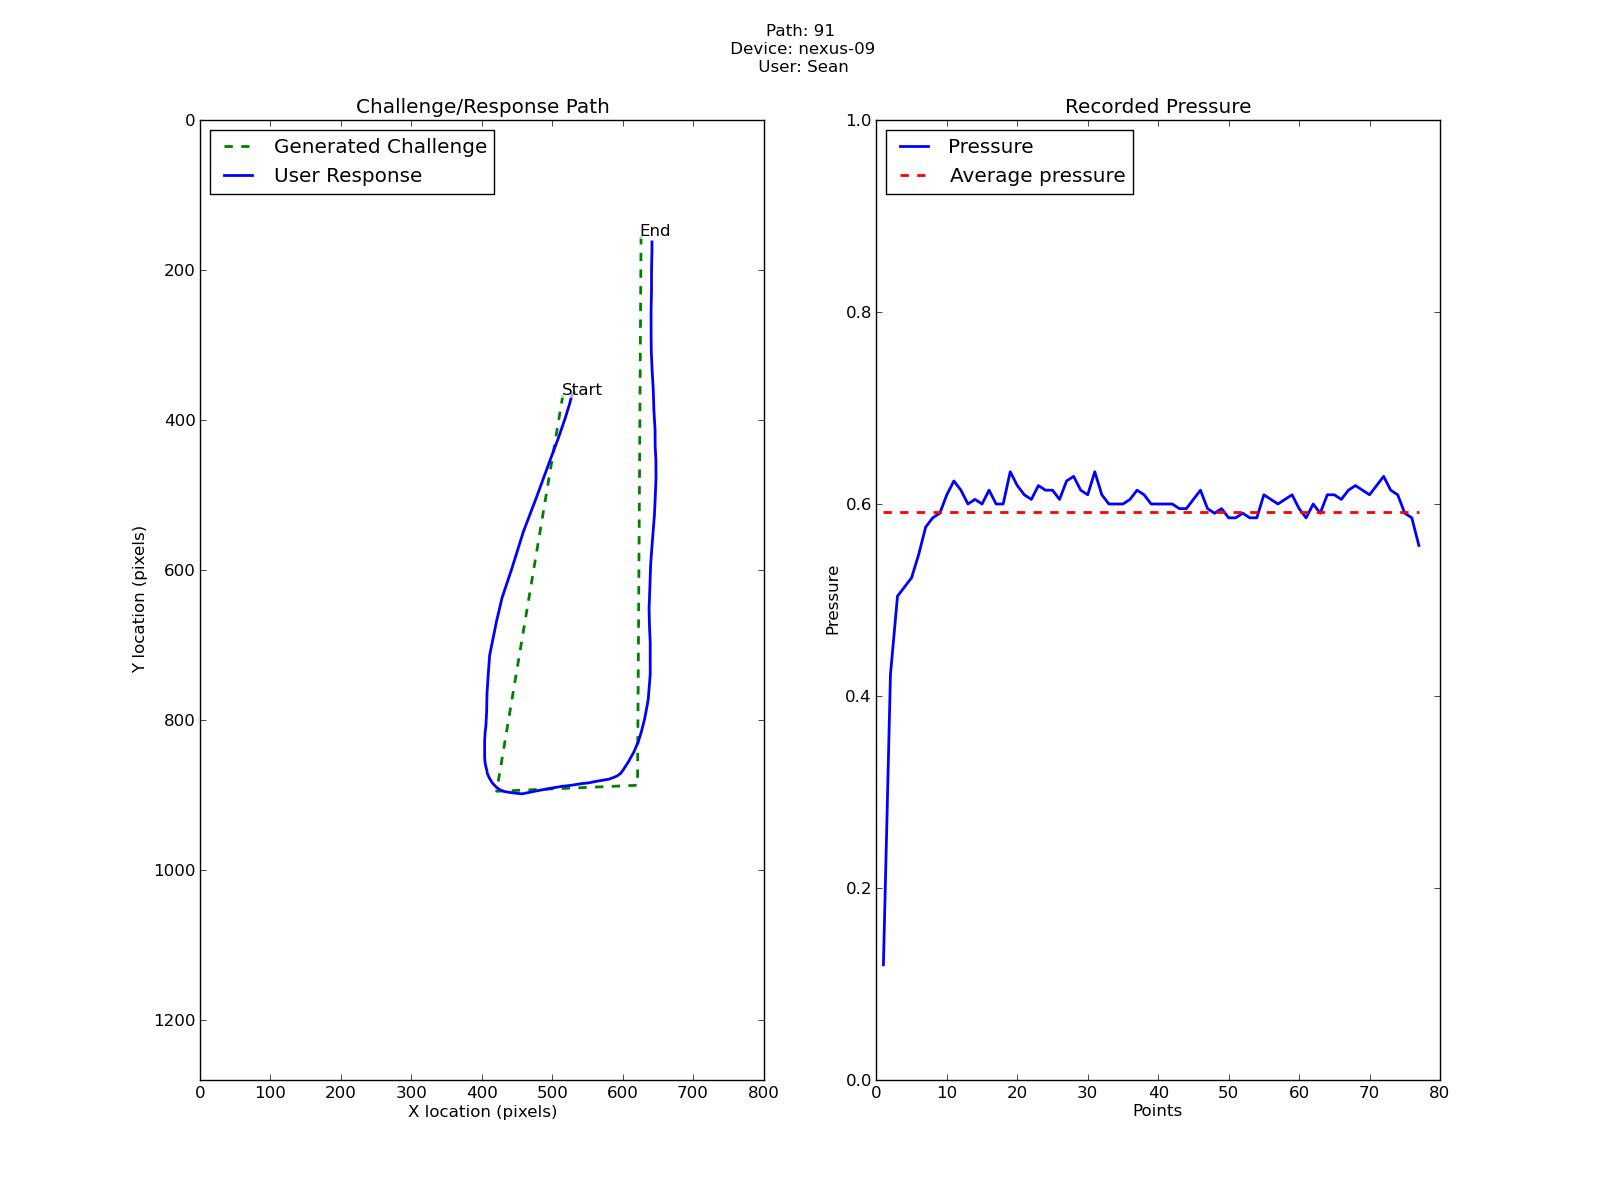 Path: 91
Device: nexus-09
User: Sean
Challenge/Response Path
Generated Challenge
User Response
Start
End
0
200
400
600
800
1000
1200
Y location (pixels)
0 100 200 300 400 500 600 700 800
X location (pixels)
Recorded Pressure
Pressure
Average pressure
1.0
0.8
0.6
0.4
0.2
0.0
Pressure
0 10 20 30 40 50 60 70 80
Points